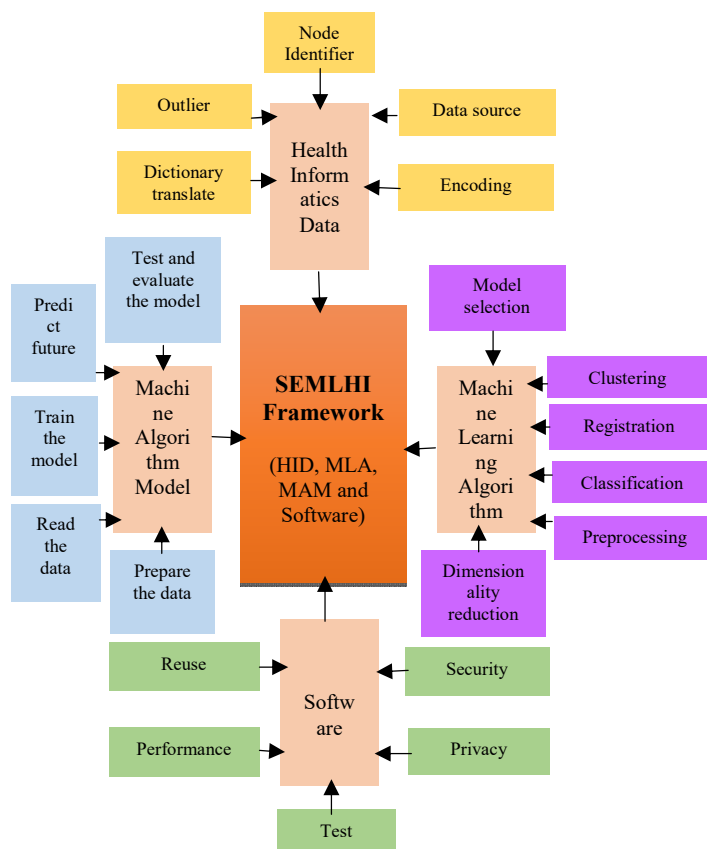 Node
Identifier
Outlier
Data source
Health
Inform
atics
Data
Dictionary
translate
Encoding
Test and
evaluate
the model
Predi
ct
future
Model
selection
SEMLHI
Framework
(HID, MLA,
MAM and
Software)
Machi
ne
Algor
ithm
Model
Machi
ne
Learni
ng
Algori
thm
Clustering
Registration
Classification
Preprocessing
Train
the
model
Read
the
data
Prepare
the data
Dimension
ality
reduction
Reuse
Security
Softw
are
Performance
Privacy
Test